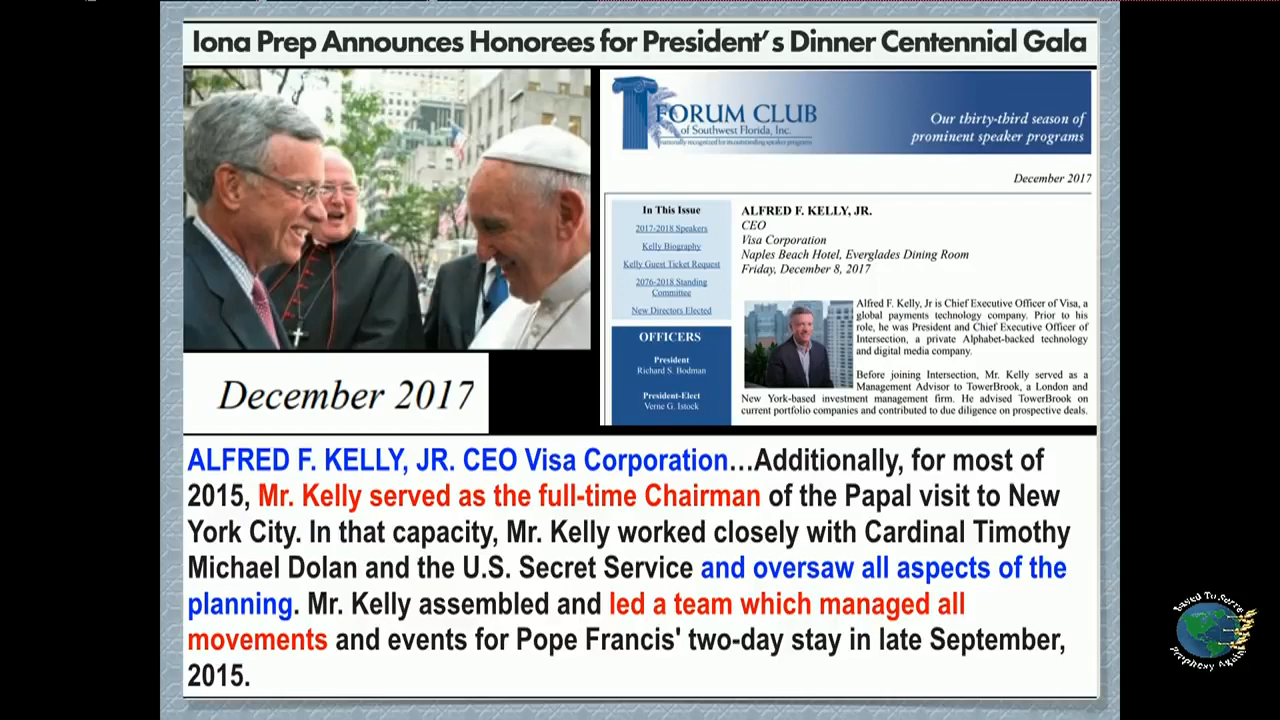 Iona Prep Announces Honorees for President's Dinner Centennial Gala
FORUM CLUB
of Southwest Florida, Inc.
nationally recognized for its outstanding speaker programs
Our thirty-third season of
prominent speaker programs
December 2017
In This Issue
2017-2018 Speakers
Kelly Biography
Kelly Guest Ticket Request
2076-2018 Standing
Committee
New Directors Elected
OFFICERS
President
Richard S. Bodman
President-Elect
Verne G. Istock
ALFRED F. KELLY, JR.
CEO
Visa Corporation
Naples Beach Hotel, Everglades Dining Room
Friday, December 8, 2017
Alfred F. Kelly, Jr is Chief Executive Officer of Visa, a
global payments technology company. Prior to his
role, he was President and Chief Executive Officer of
Intersection, a private Alphabet-backed technology
and digital media company.
Before joining Intersection, Mr. Kelly served as a
Management Advisor to TowerBrook, a London and
New York-based investment management firm. He advised TowerBrook on
current portfolio companies and contributed to due diligence on prospective deals.
December 2017
ALFRED F. KELLY, JR. CEO Visa Corporation…Additionally, for most of
2015, Mr. Kelly served as the full-time Chairman of the Papal visit to New
York City. In that capacity, Mr. Kelly worked closely with Cardinal Timothy
Michael Dolan and the U.S. Secret Service and oversaw all aspects of the
planning. Mr. Kelly assembled and led a team which managed all
movements and events for Pope Francis' two-day stay in late September,
2015.
Prophesy Again